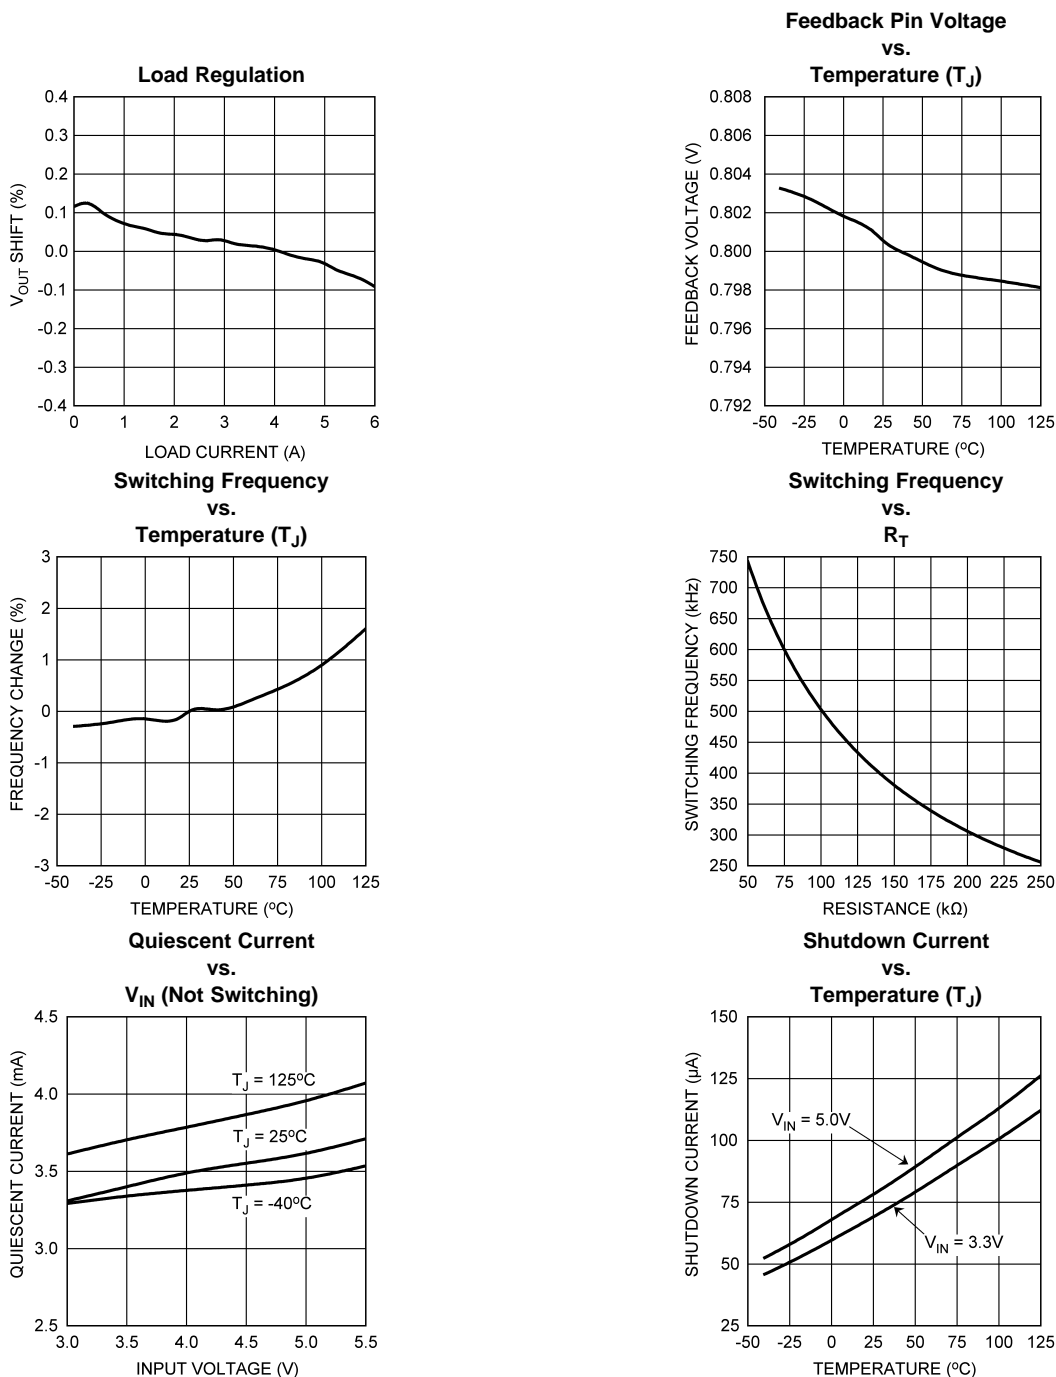 Load Regulation
0.4
0.3
0.2
0.1
0.0
-0.1
-0.2
-0.3
-0.4
VOUT SHIFT (%)
0 1 2 3 4 5 6
LOAD CURRENT (A)
Feedback Pin Voltage
vs.
Temperature (TJ)
0.808
0.806
0.804
0.802
0.800
0.798
0.796
0.794
0.792
FEEDBACK VOLTAGE (V)
-50 -25 0 25 50 75 100 125
TEMPERATURE (ºC)
Switching Frequency
vs.
Temperature (TJ)
3
2
1
0
-1
-2
-3
FREQUENCY CHANGE (%)
-50 -25 0 25 50 75 100 125
TEMPERATURE (ºC)
Switching Frequency
vs.
RT
750
700
650
600
550
500
450
400
350
300
250
SWITCHING FREQUENCY (kHz)
50 75 100 125 150 175 200 225 250
RESISTANCE (kΩ)
Quiescent Current
vs.
VIN (Not Switching)
4.5
4.0
3.5
3.0
2.5
QUIESCENT CURRENT (mA)
TJ = 125ºC
TJ = 25ºC
TJ = -40ºC
3.0 3.5 4.0 4.5 5.0 5.5
INPUT VOLTAGE (V)
Shutdown Current
vs.
Temperature (TJ)
150
125
100
75
50
25
SHUTDOWN CURRENT (µA)
VIN = 5.0V
VIN = 3.3V
-50 -25 0 25 50 75 100 125
TEMPERATURE (ºC)